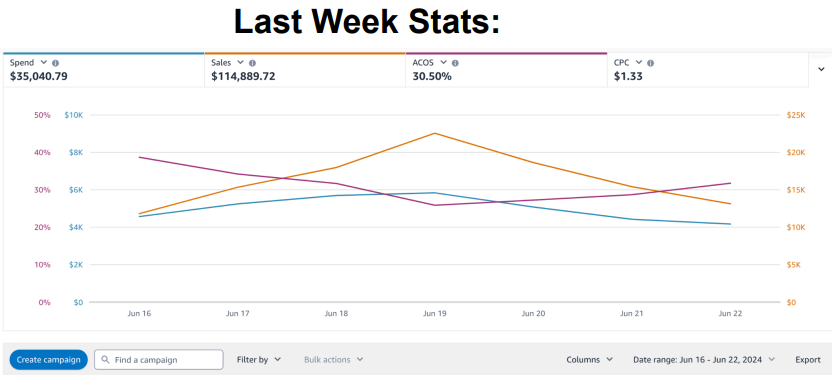 Last Week Stats:
Spend Sales ACOS CPC
$35,040.79 $114,889.72 30.50% $1.33
50% $10K $25K
40% $8K $20K
30% $6K $15K
20% $4K $10K
10% $2K $5K
0% $0 $0
Jun 16 Jun 17 Jun 18 Jun 19 Jun 20 Jun 21 Jun 22
Create campaign Find a campaign Filter by Bulk actions Columns Date range: Jun 16 - Jun 22, 2024 Export